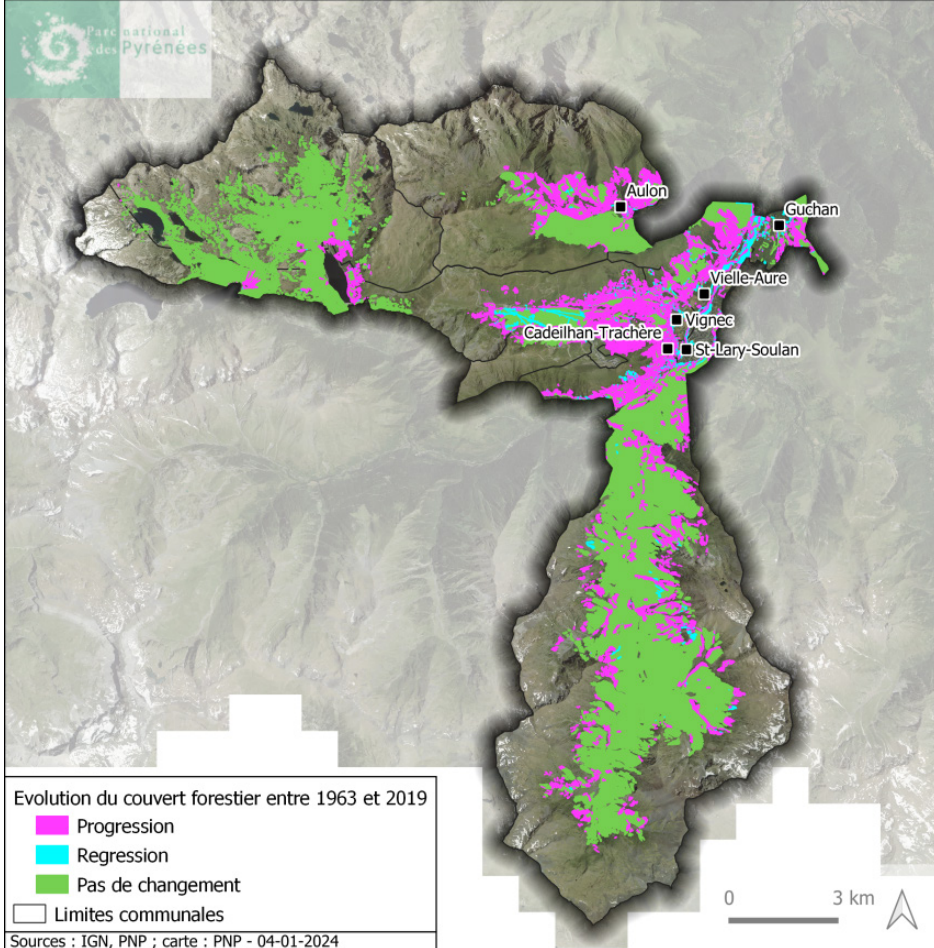 Parc national
des Pyrénées
Aulon
Guchan
Vielle-Aure
Vignec
Cadeilhan-Trachère
St-Lary-Soulan
Evolution du couvert forestier entre 1963 et 2019
Progression
Regression
Pas de changement
Limites communales
0 3 km
Sources : IGN, PNP ; carte : PNP - 04-01-2024